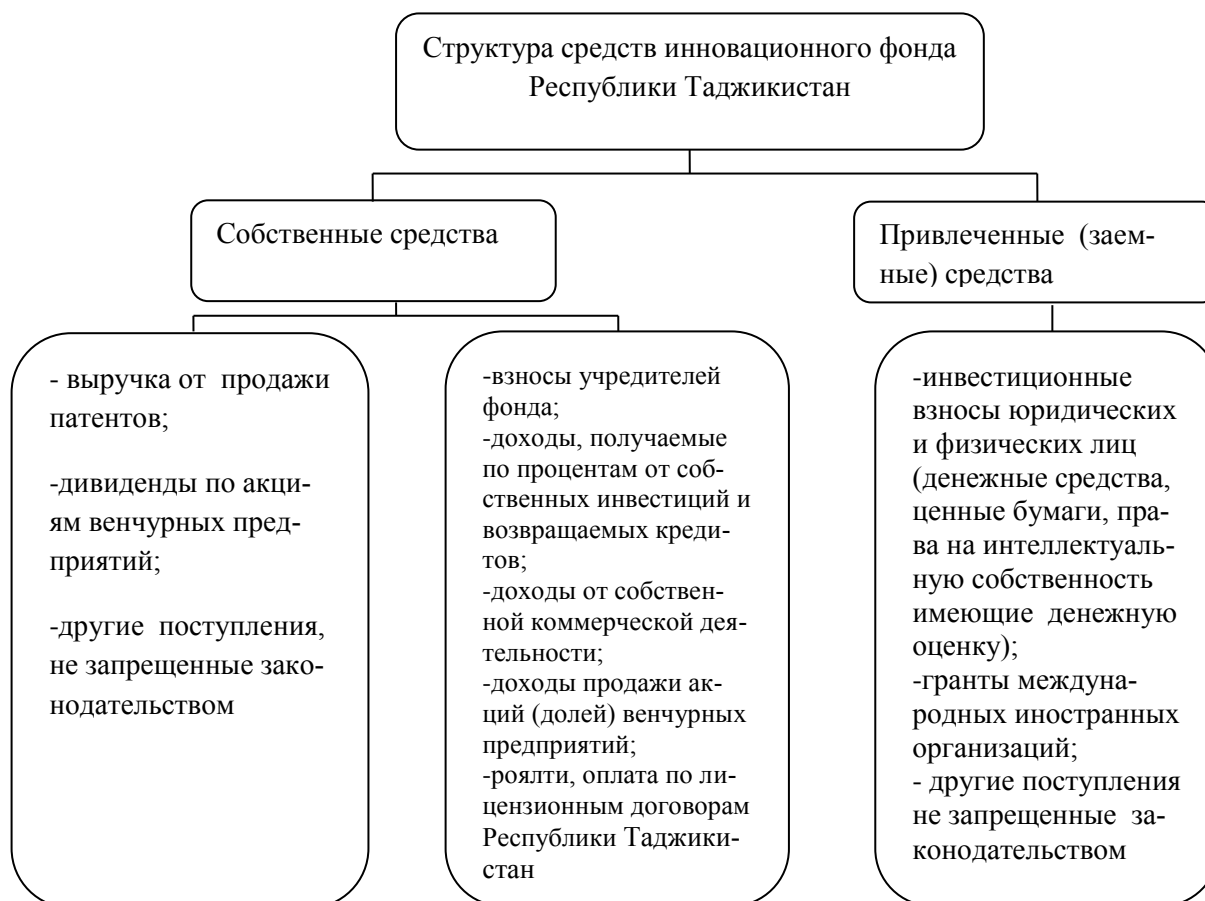 Структура средств инновационного фонда
Республики Таджикистан
Собственные средства
Привлеченные (заем-
ные) средства
- выручка от продажи
патентов;
-дивиденды по акци-
ям венчурных пред-
приятий;
-другие поступления,
не запрещенные зако-
нодательством
-взносы учредителей
фонда;
-доходы, получаемые
по процентам от соб-
ственных инвестиций и
возвращаемых креди-
тов;
-доходы от собствен-
ной коммерческой дея-
тельности;
-доходы продажи ак-
ций (долей) венчурных
предприятий;
-роялти, оплата по ли-
цензионным договорам
Республики Таджики-
стан
-инвестиционные
взносы юридических
и физических лиц
(денежные средства,
ценные бумаги, пра-
ва на интеллектуаль-
ную собственность
имеющие денежную
оценку);
-гранты междуна-
родных иностранных
организаций;
- другие поступления
не запрещенные за-
конодательством